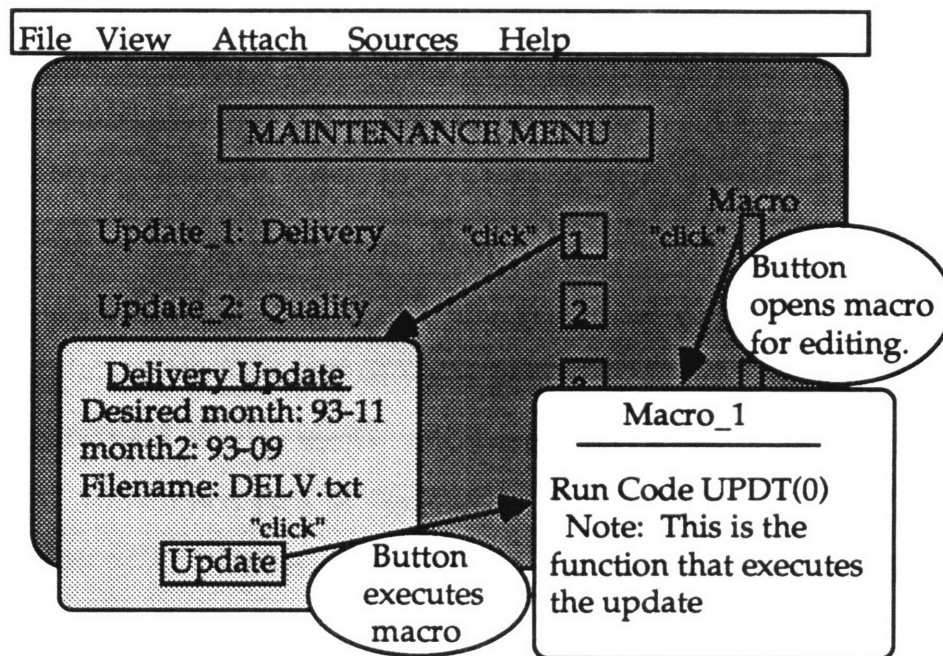 File View Attach Sources Help
MAINTENANCE MENU
Macro
Update_1: Delivery "click" 1 "click"
Update_2: Quality 2
Button
opens macro
for editing.
Delivery Update
Desired month: 93-11
month2: 93-09
Filename: DELV.txt
"click"
Update
Button
executes
macro
Macro_1
Run Code UPDT(0)
Note: This is the
function that executes
the update